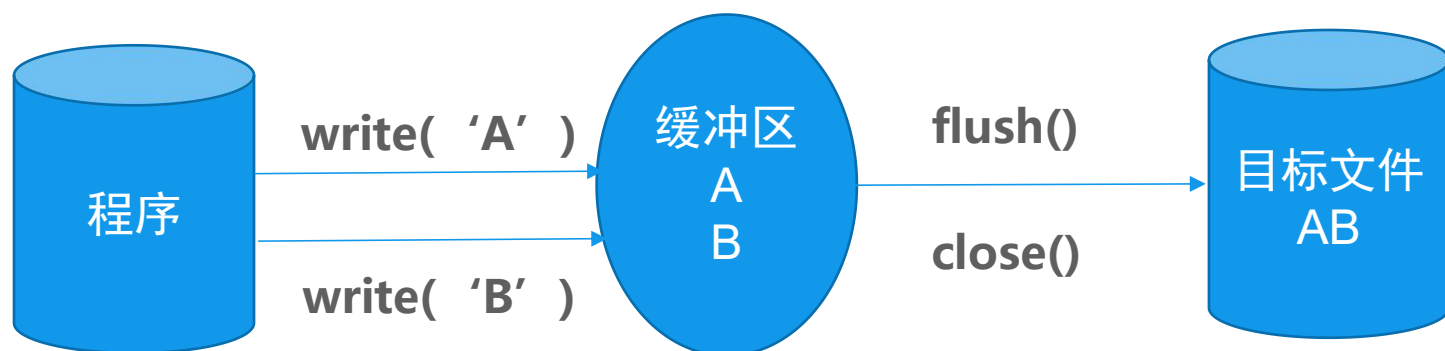 程序
write(‘A’)
write(‘B’)
缓冲区
A
B
flush()
close()
目标文件
AB